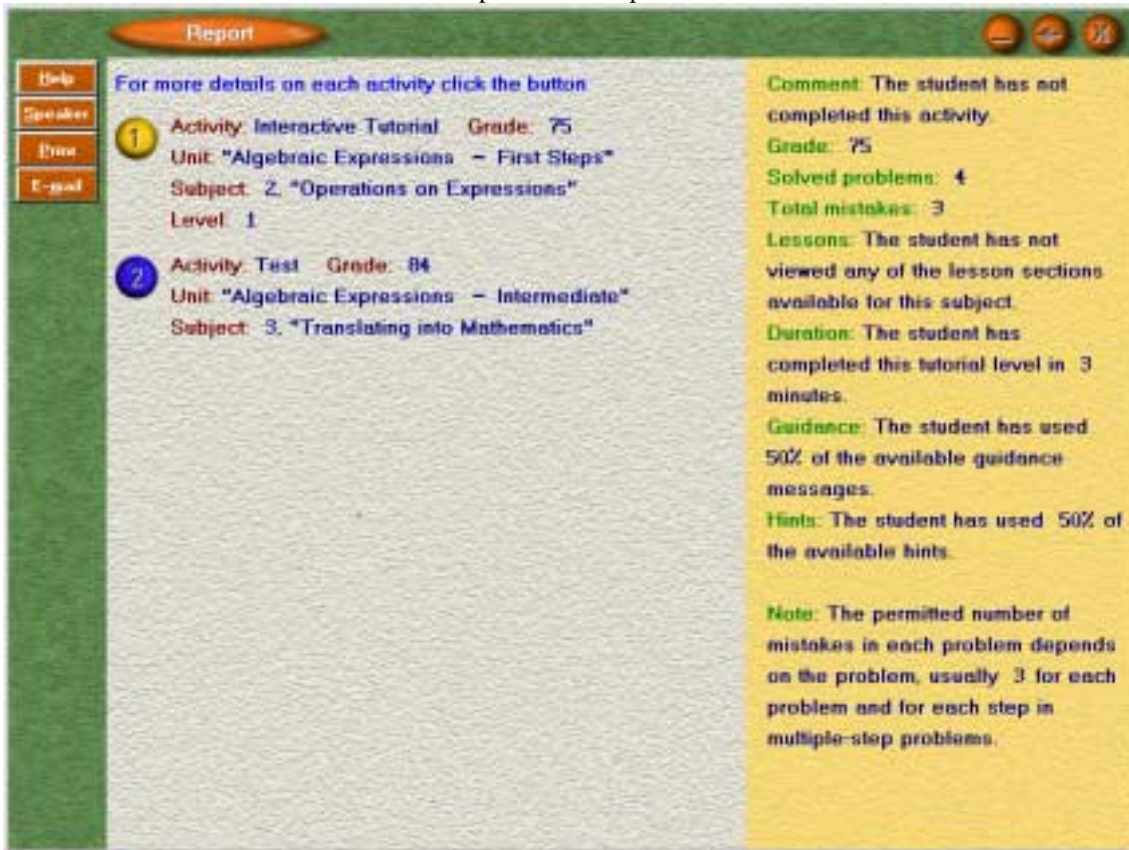 Report
Help
Speaker
Print
E-mail
For more details on each activity click the button
1
Activity: Interactive Tutorial Grade: 75
Unit: "Algebraic Expressions - First Steps"
Subject: 2, "Operations on Expressions"
Level: 1
2
Activity: Test Grade: 84
Unit: "Algebraic Expressions - Intermediate"
Subject: 3, "Translating into Mathematics"
Comment: The student has not
completed this activity.
Grade: 75
Solved problems: 4
Total mistakes: 3
Lessons: The student has not
viewed any of the lesson sections
available for this subject.
Duration: The student has
completed this tutorial level in 3
minutes.
Guidance: The student has used
50% of the available guidance
messages.
Hints: The student has used 50% of
the available hints.
Note: The permitted number of
mistakes in each problem depends
on the problem, usually 3 for each
problem and for each step in
multiple-step problems.